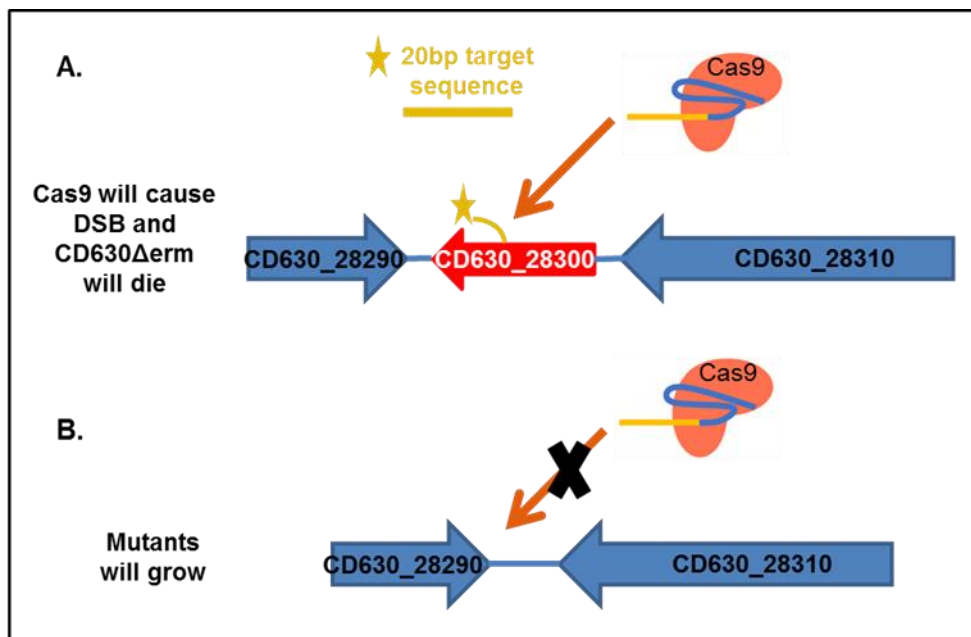 A.
20bp target
sequence
Cas9
Cas9 will cause
DSB and
CD630Δerm
will die
CD630_28290
CD630_28300
CD630_28310
B.
Cas9
Mutants
will grow
CD630_28290
CD630_28310